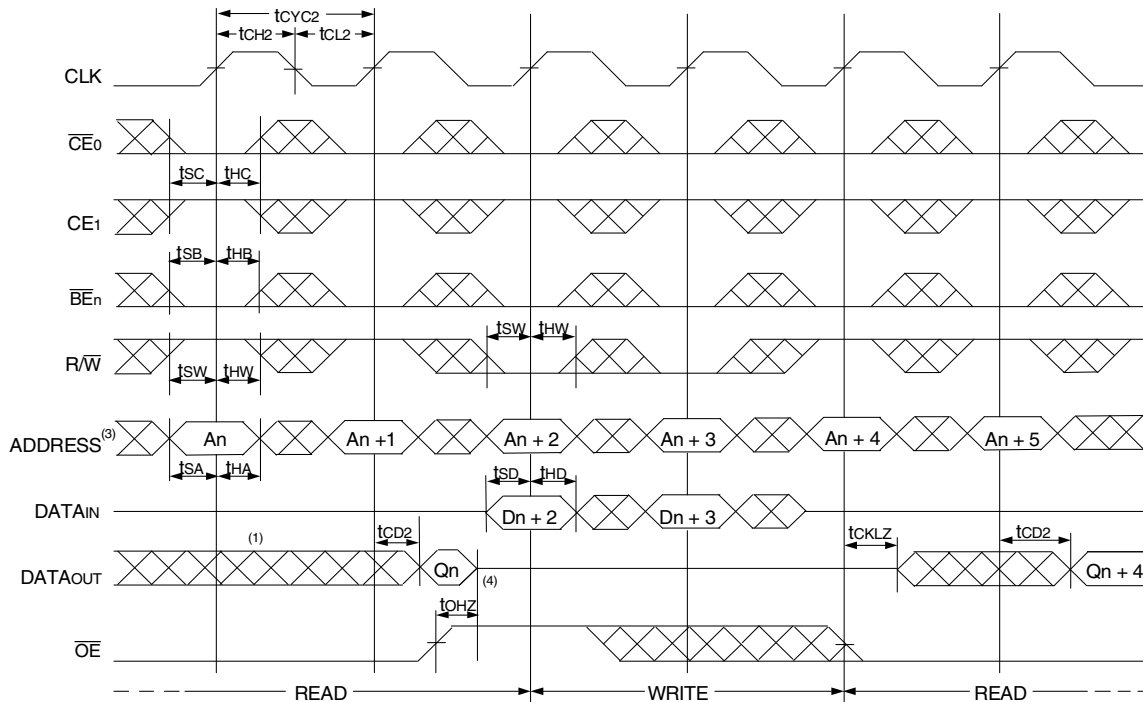 tCYC2
tCH2 tCL2
CLK
CE0
tSC tHC
CE1
tSB tHB
BEn
tSW tHW
R/W
tSW tHW
ADDRESS(3) An An +1 An + 2 An + 3 An + 4 An + 5
tSA tHA tSD tHD
DATAIN Dn + 2 Dn + 3
(1) tCD2 tCKLZ tCD2
DATAOUT Qn (4) Qn + 4
tOHZ
OE
READ WRITE READ